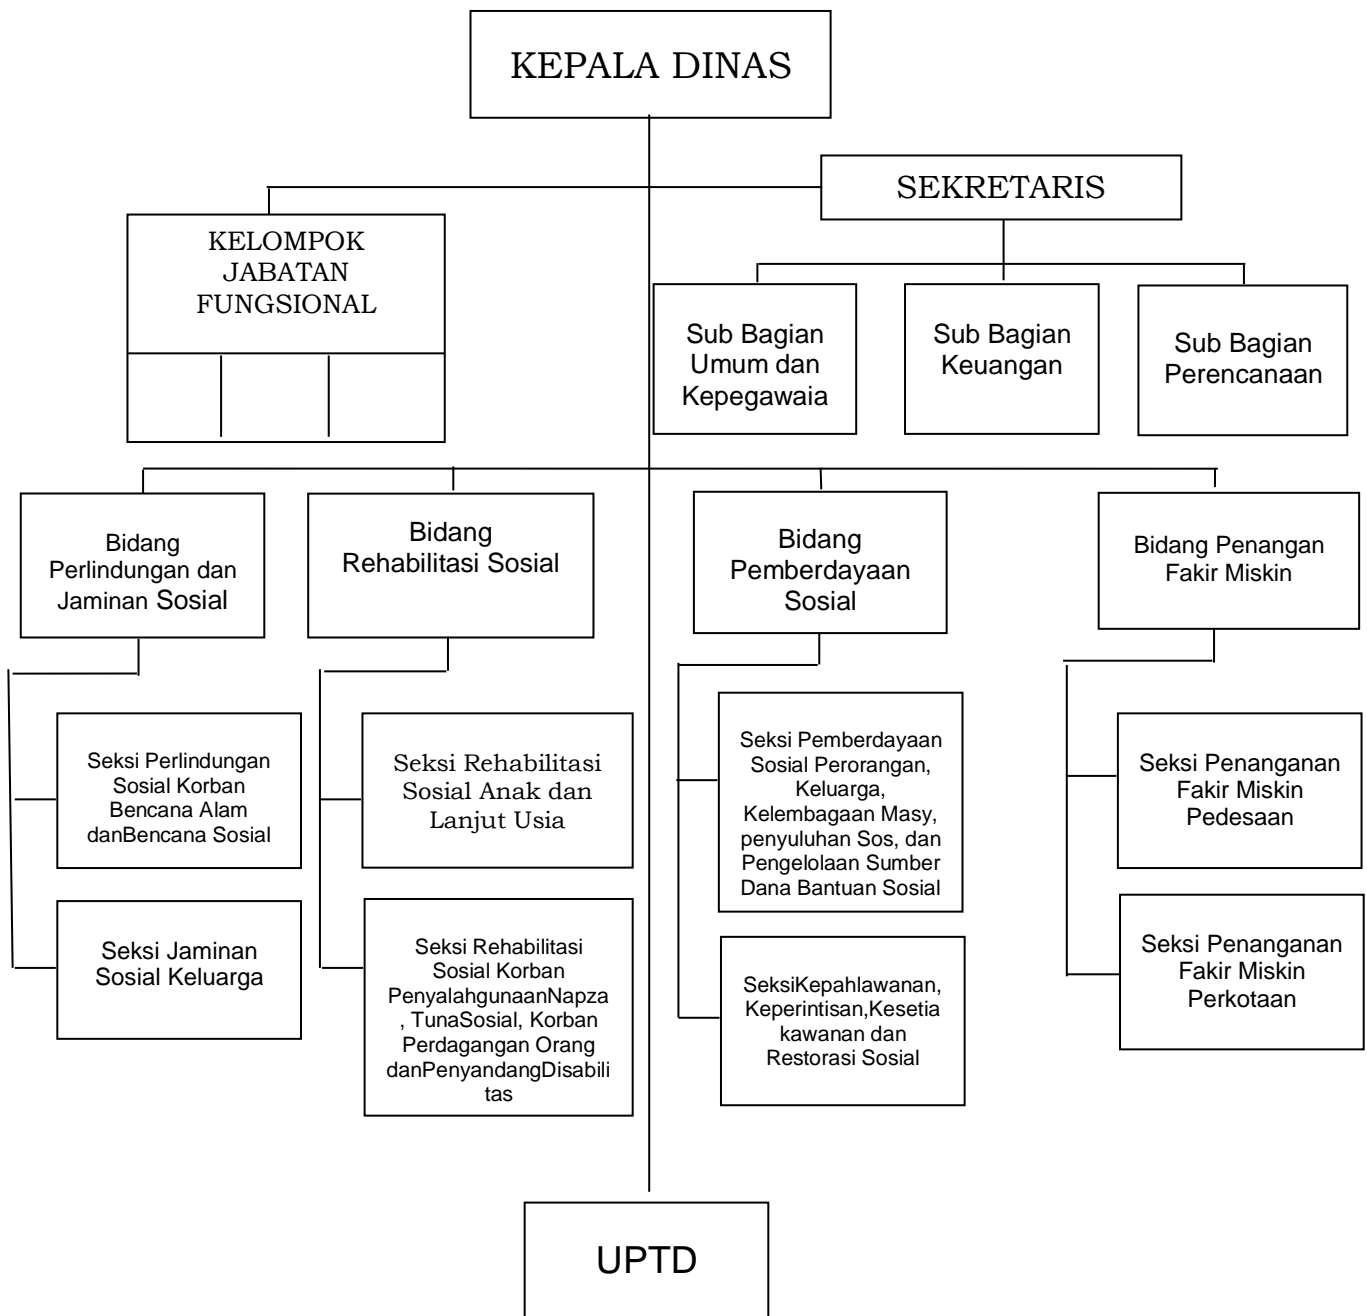 KEPALA DINAS
SEKRETARIS
KELOMPOK
JABATAN
FUNGSIONAL
Sub Bagian
Umum dan
Kepegawaia
Sub Bagian
Keuangan
Sub Bagian
Perencanaan
Bidang
Perlindungan dan
Jaminan Sosial
Bidang
Rehabilitasi Sosial
Bidang
Pemberdayaan
Sosial
Bidang Penangan
Fakir Miskin
Seksi Perlindungan
Sosial Korban
Bencana Alam
danBencana Sosial
Seksi Rehabilitasi
Sosial Anak dan
Lanjut Usia
Seksi Pemberdayaan
Sosial Perorangan,
Keluarga,
Kelembagaan Masy,
penyuluhan Sos, dan
Pengelolaan Sumber
Dana Bantuan Sosial
Seksi Penanganan
Fakir Miskin
Pedesaan
Seksi Jaminan
Sosial Keluarga
Seksi Rehabilitasi
Sosial Korban
PenyalahgunaanNapza
, TunaSosial, Korban
Perdagangan Orang
danPenyandangDisabili
tas
SeksiKepahlawanan,
Keperintisan,Kesetia
kawanan dan
Restorasi Sosial
Seksi Penanganan
Fakir Miskin
Perkotaan
UPTD